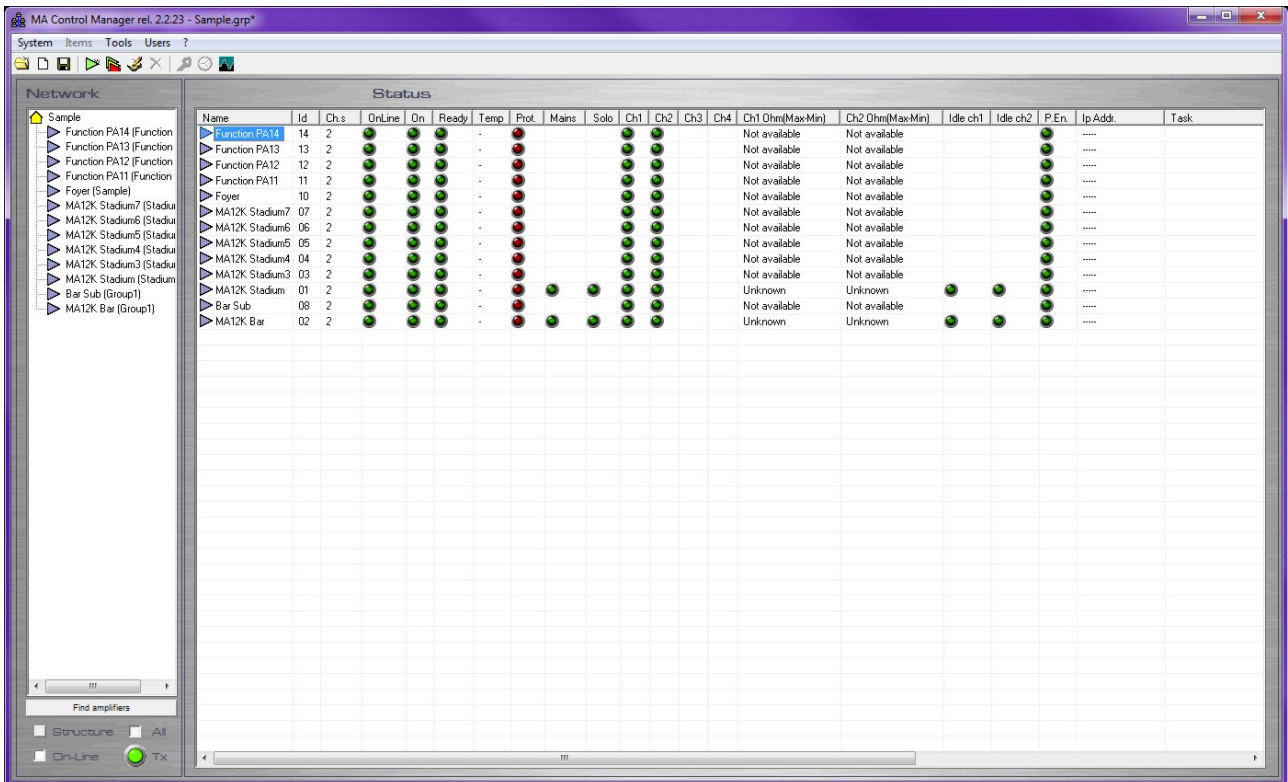 MA Control Manager rel. 2.2.23 - Sample.grp*
System Items Tools Users ?
Network
Status
Sample
Function PA14 (Function
Function PA13 (Function
Function PA12 (Function
Function PA11 (Function
Foyer (Sample)
MA12K Stadium7 (Stadiu
MA12K Stadium6 (Stadiu
MA12K Stadium5 (Stadiu
MA12K Stadium4 (Stadiu
MA12K Stadium3 (Stadiu
MA12K Stadium (Stadium
Bar Sub (Group1)
MA12K Bar (Group1)
Name Id Ch.s OnLine On Ready Temp Prot. Mains Solo Ch1 Ch2 Ch3 Ch4 Ch1 Ohm(Max-Min) Ch2 Ohm(Max-Min) Idle ch1 Idle ch2 P.En. Ip Addr. Task
Function PA14 14 2 - Not available Not available -----
Function PA13 13 2 - Not available Not available -----
Function PA12 12 2 - Not available Not available -----
Function PA11 11 2 - Not available Not available -----
Foyer 10 2 - Not available Not available -----
MA12K Stadium7 07 2 - Not available Not available -----
MA12K Stadium6 06 2 - Not available Not available -----
MA12K Stadium5 05 2 - Not available Not available -----
MA12K Stadium4 04 2 - Not available Not available -----
MA12K Stadium3 03 2 - Not available Not available -----
MA12K Stadium 01 2 - Unknown Unknown -----
Bar Sub 08 2 - Not available Not available -----
MA12K Bar 02 2 - Unknown Unknown -----
Find amplifiers
Structure All
On-Line Tx